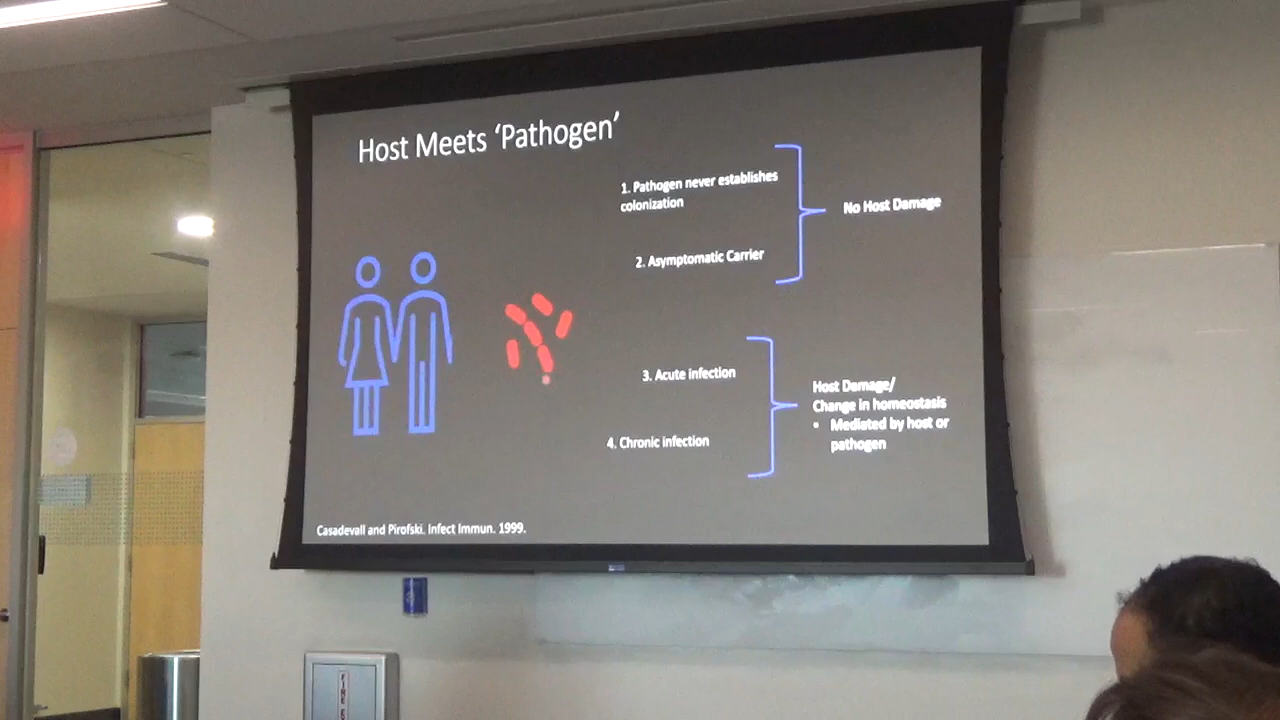 Host Meets ‘Pathogen’
1. Pathogen never establishes
colonization
2. Asymptomatic Carrier
No Host Damage
3. Acute infection
4. Chronic infection
Host Damage/
Change in homeostasis
• Mediated by host or
pathogen
Casadevall and Pirofski. Infect Immun. 1999.
FIRE